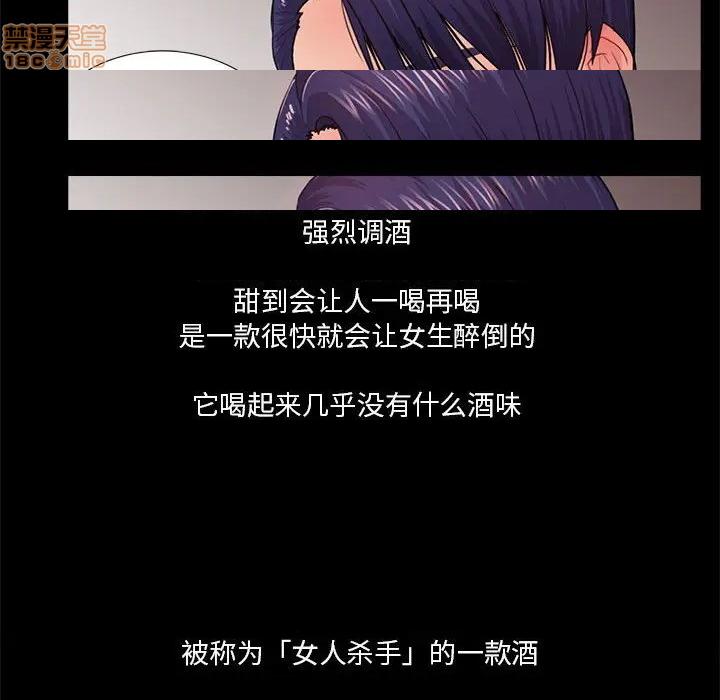 禁漫天堂
18comic
强烈调酒
甜到会让人一喝再喝
是一款很快就会让女生醉倒的
它喝起来几乎没有什么酒味
被称为「女人杀手」的一款酒